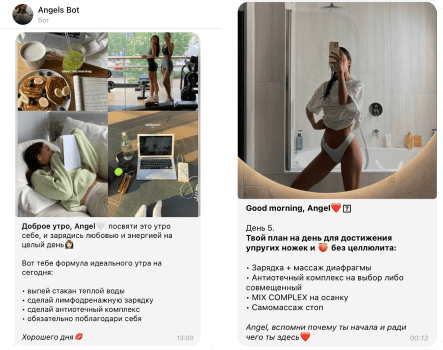 Angels Bot
бот
Доброе утро, Angel🤍 посвяти это утро
себе, и зарядись любовью и энергией на
целый день👩🏻
Вот тебе формула идеального утра на
сегодня:
• выпей стакан теплой воды
• сделай лимфодренажную зарядку
• сделай антиотечный комплекс
• обязательно поблагодари себя
Хорошего дня 💋
13:00
Good morning, Angel❤️?
День 5.
Твой план на день для достижения
упругих ножек и 🍑 без целлюлита:
• Зарядка + массаж диафрагмы
• Антиотечный комплекс на выбор либо
совмещенный
• MIX COMPLEX на осанку
• Самомассаж стоп
Angel, вспомни почему ты начала и ради
чего ты здесь❤️
00:13